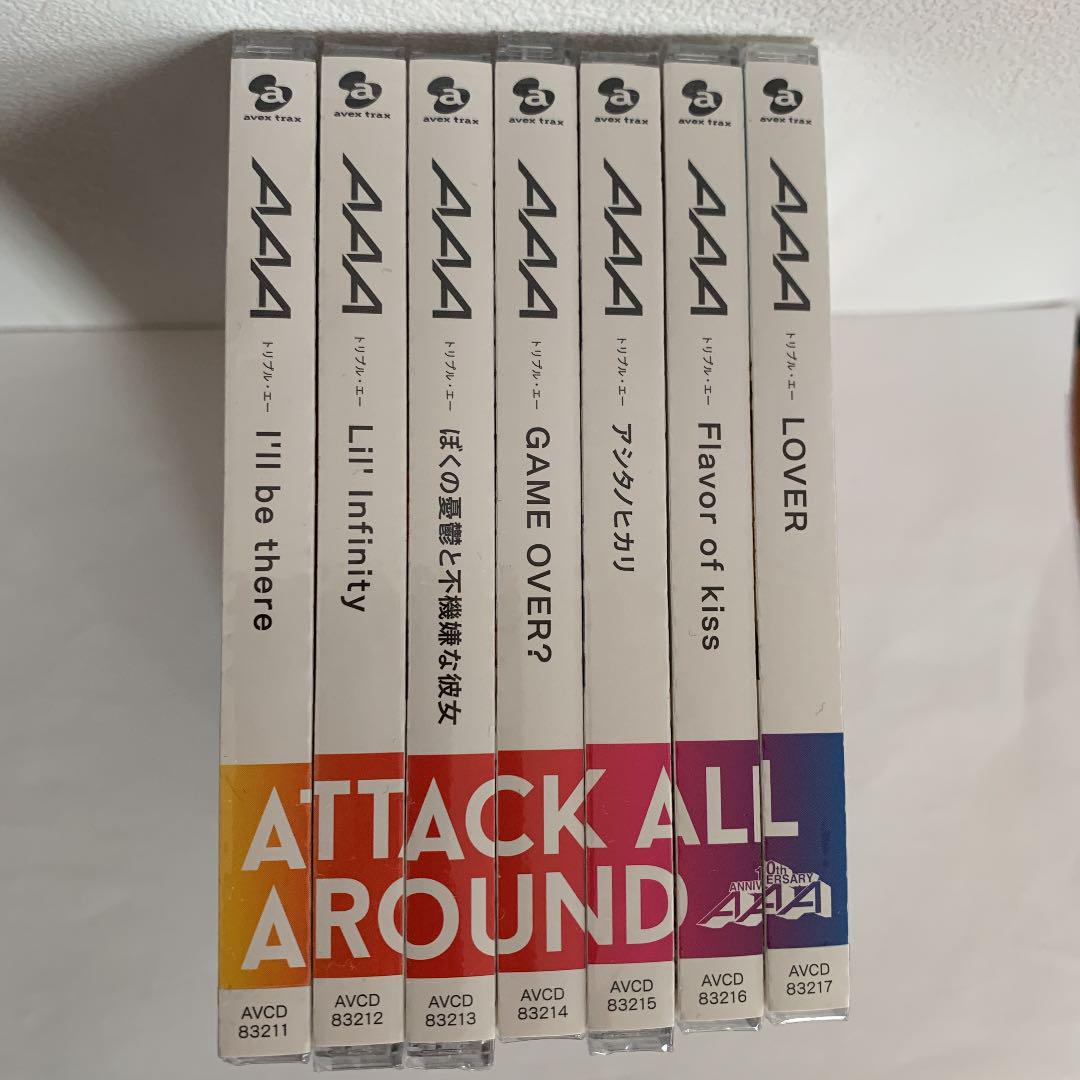 a
avex trax
AAA
トリプル・エー
I'll be there
AVCD
83211
a
avex trax
AAA
トリプル・エー
Lil' Infinity
AVCD
83212
a
avex trax
AAA
トリプル・エー
ぼくの憂鬱と不機嫌な彼女
AVCD
83213
a
avex trax
AAA
トリプル・エー
GAME OVER?
AVCD
83214
a
avex trax
AAA
トリプル・エー
アシタノヒカリ
AVCD
83215
a
avex trax
AAA
トリプル・エー
Flavor of kiss
AVCD
83216
a
avex trax
AAA
トリプル・エー
LOVER
AVCD
83217
ATTACK ALL
AROUND
10th
ANNIVERSARY
AAA